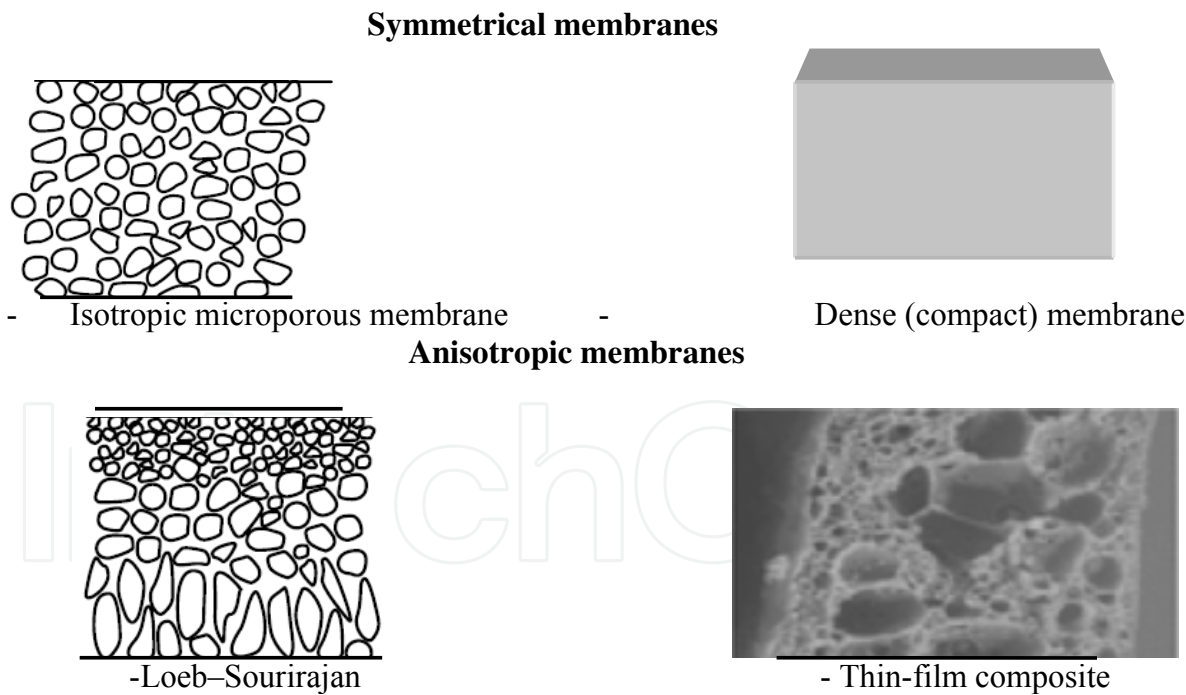 Symmetrical membranes
- Isotropic microporous membrane - Dense (compact) membrane
Anisotropic membranes
-Loeb–Sourirajan - Thin-film composite